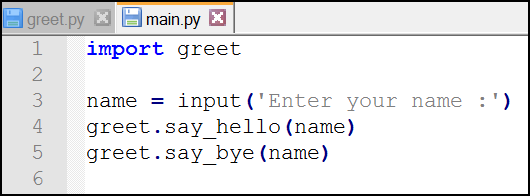 greet.py main.py
1 import greet
2
3 name = input('Enter your name :')
4 greet.say_hello(name)
5 greet.say_bye(name)
6